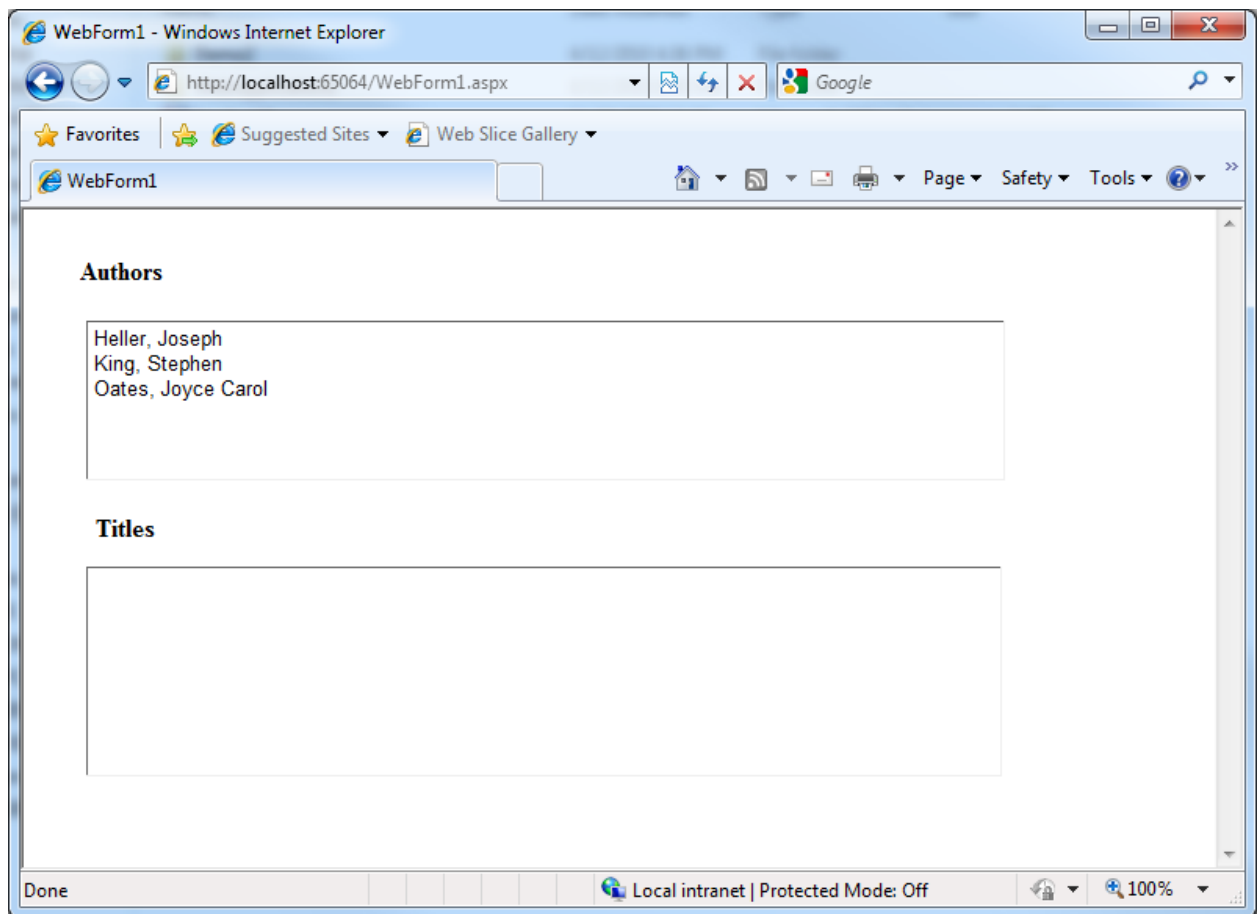 WebForm1 - Windows Internet Explorer
http://localhost:65064/WebForm1.aspx
Google
Favorites
Suggested Sites
Web Slice Gallery
WebForm1
Page
Safety
Tools
Authors
Heller, Joseph
King, Stephen
Oates, Joyce Carol
Titles
Done
Local intranet | Protected Mode: Off
100%